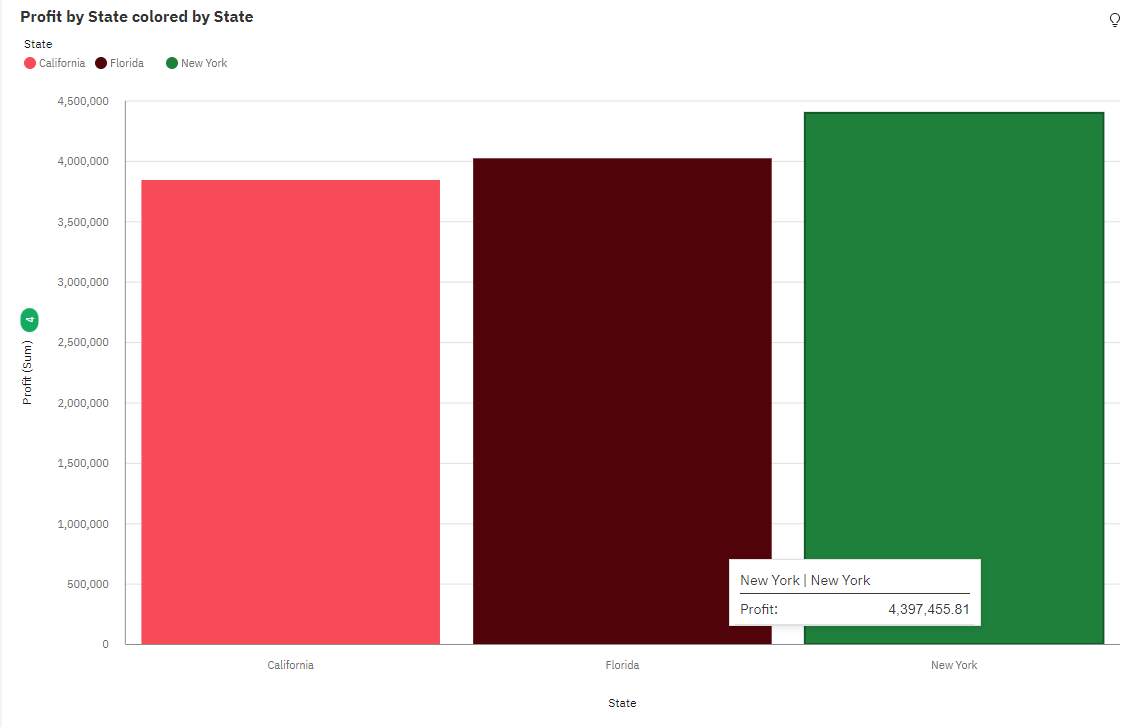 Profit by State colored by State
State
California Florida New York
4,500,000
4,000,000
3,500,000
3,000,000
2,500,000
2,000,000
1,500,000
1,000,000
500,000
0
Profit (Sum) 4
New York | New York
Profit: 4,397,455.81
California Florida New York
State